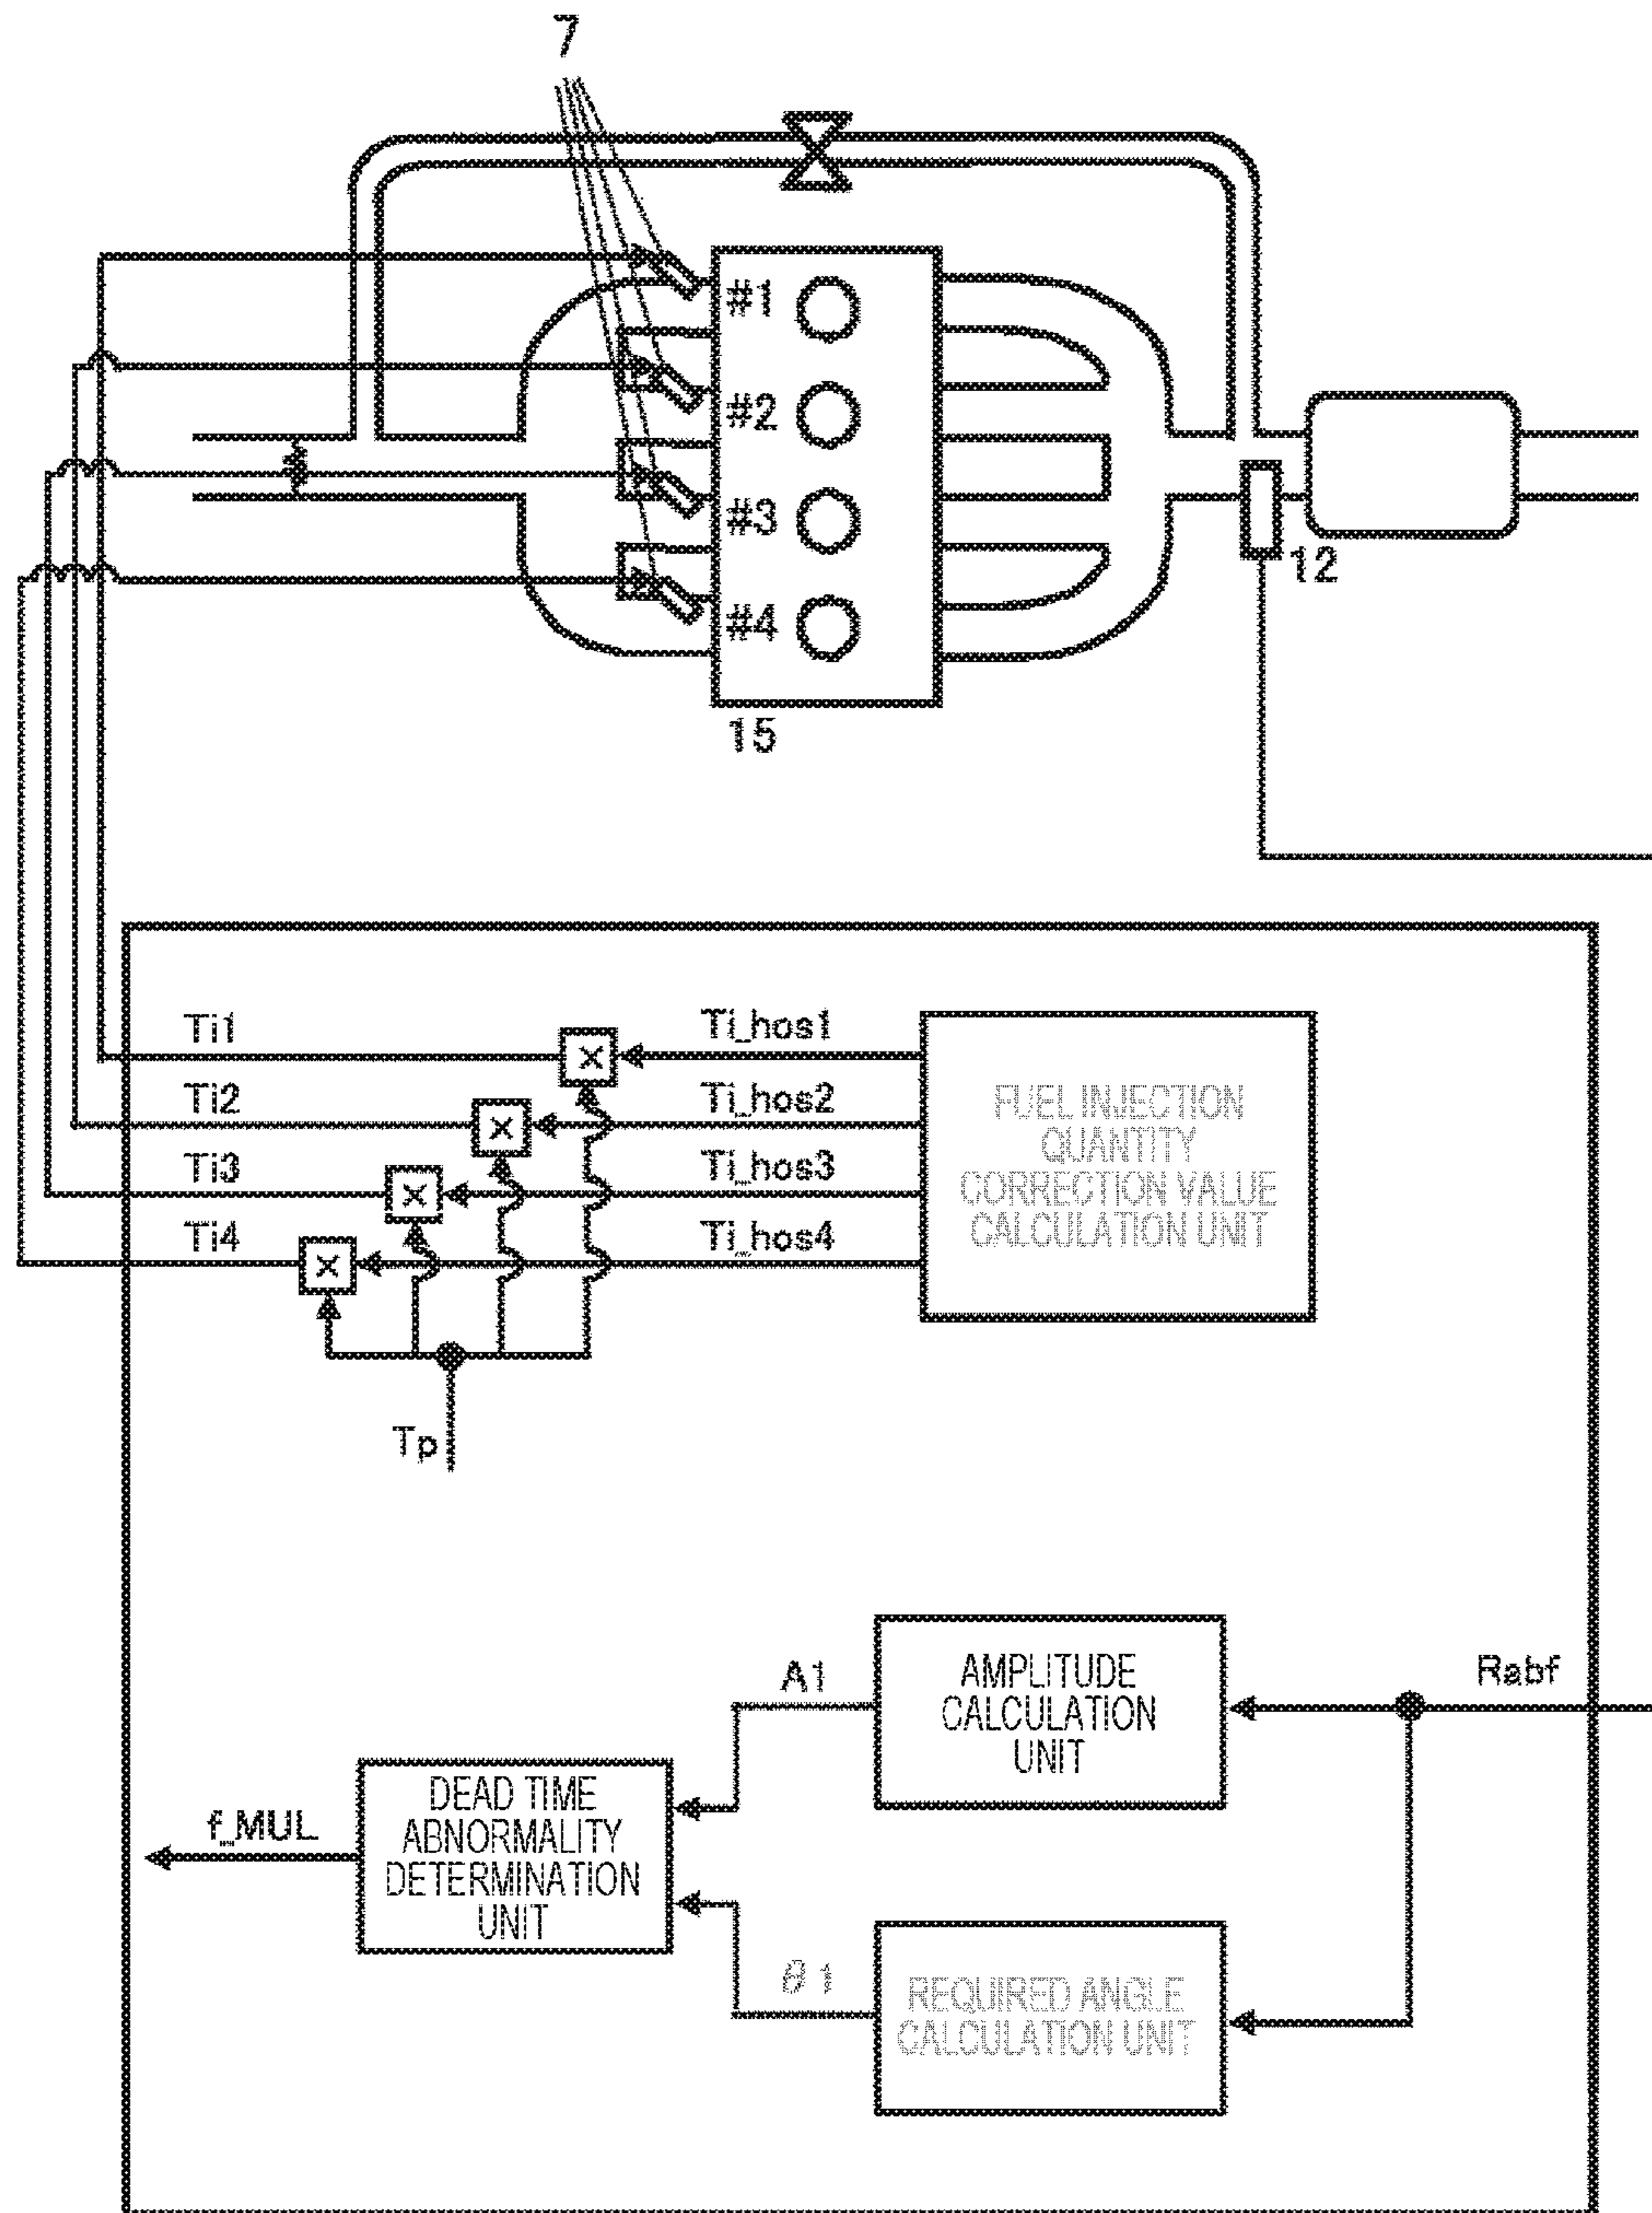 7
#1
#2
#3
#4
12
15
Ti1
Ti_hos1
Ti2
Ti_hos2
Ti3
Ti_hos3
Ti4
Ti_hos4
FUEL INJECTION
QUANTITY
CORRECTION VALUE
CALCULATION UNIT
Tp
A1
AMPLITUDE
CALCULATION
UNIT
Rabf
f_MUL
DEAD TIME
ABNORMALITY
DETERMINATION
UNIT
θ1
REQUIRED ANGLE
CALCULATION UNIT